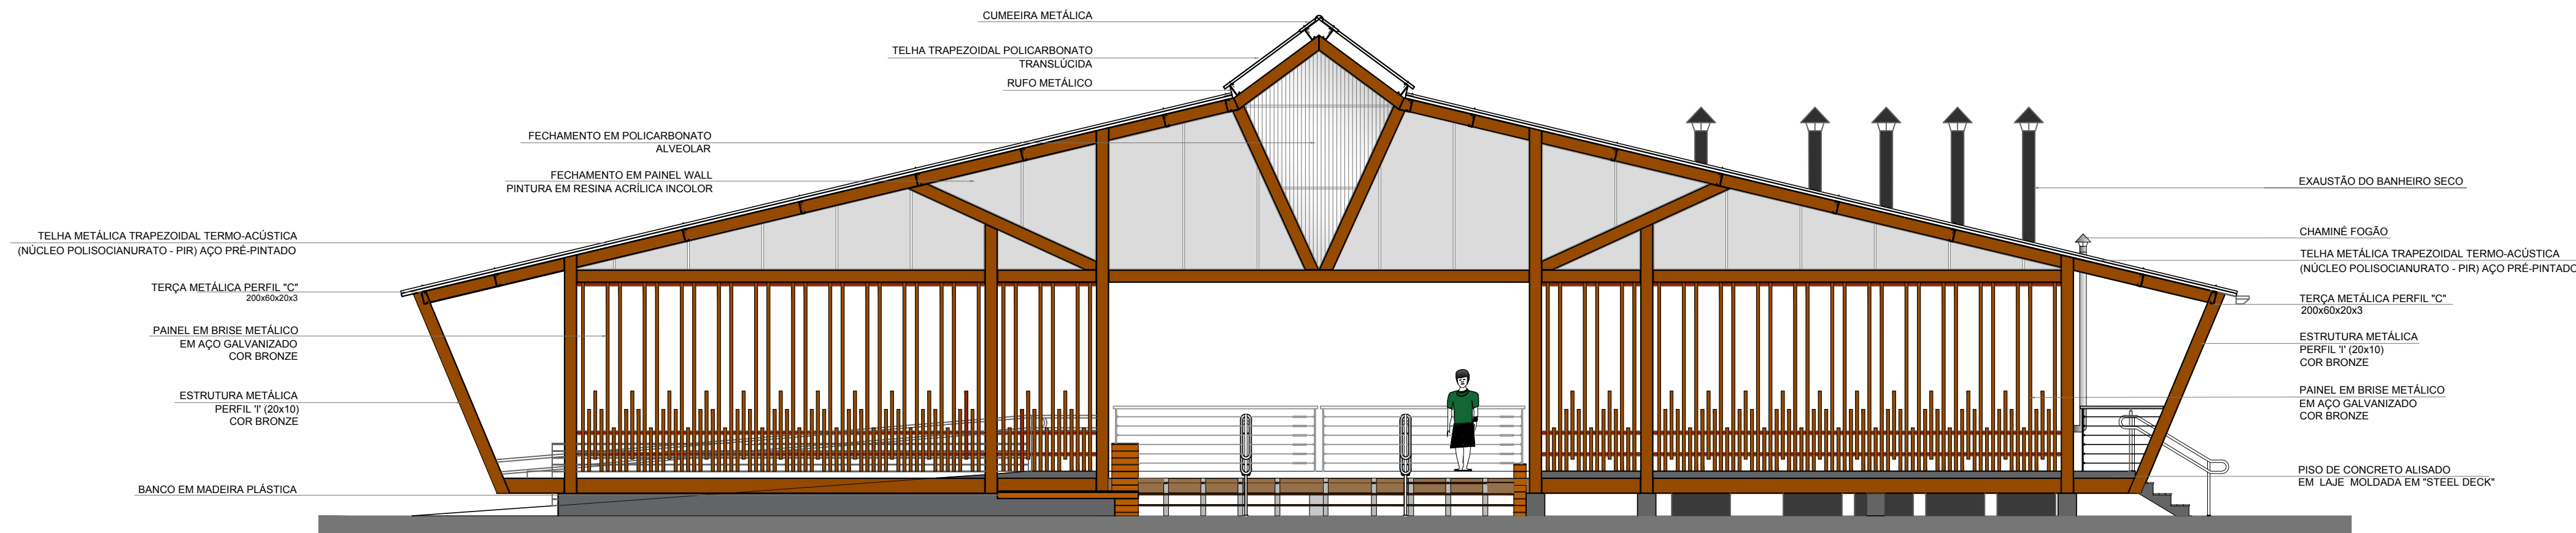 CUMEEIRA METÁLICA
TELHA TRAPEZOIDAL POLICARBONATO
TRANSLÚCIDA
RUFO METÁLICO
FECHAMENTO EM POLICARBONATO
ALVEOLAR
FECHAMENTO EM PAINEL WALL
PINTURA EM RESINA ACRÍLICA INCOLOR
TELHA METÁLICA TRAPEZOIDAL TERMO-ACÚSTICA
(NÚCLEO POLISOCIANURATO - PIR) AÇO PRÉ-PINTADO
TERÇA METÁLICA PERFIL "C"
200x60x20x3
PAINEL EM BRISE METÁLICO
EM AÇO GALVANIZADO
COR BRONZE
ESTRUTURA METÁLICA
PERFIL 'I' (20x10)
COR BRONZE
BANCO EM MADEIRA PLÁSTICA
EXAUSTÃO DO BANHEIRO SECO
CHAMINÉ FOGÃO
TELHA METÁLICA TRAPEZOIDAL TERMO-ACÚSTICA
(NÚCLEO POLISOCIANURATO - PIR) AÇO PRÉ-PINTADO
TERÇA METÁLICA PERFIL "C"
200x60x20x3
ESTRUTURA METÁLICA
PERFIL 'I' (20x10)
COR BRONZE
PAINEL EM BRISE METÁLICO
EM AÇO GALVANIZADO
COR BRONZE
PISO DE CONCRETO ALISADO
EM LAJE MOLDADA EM "STEEL DECK"